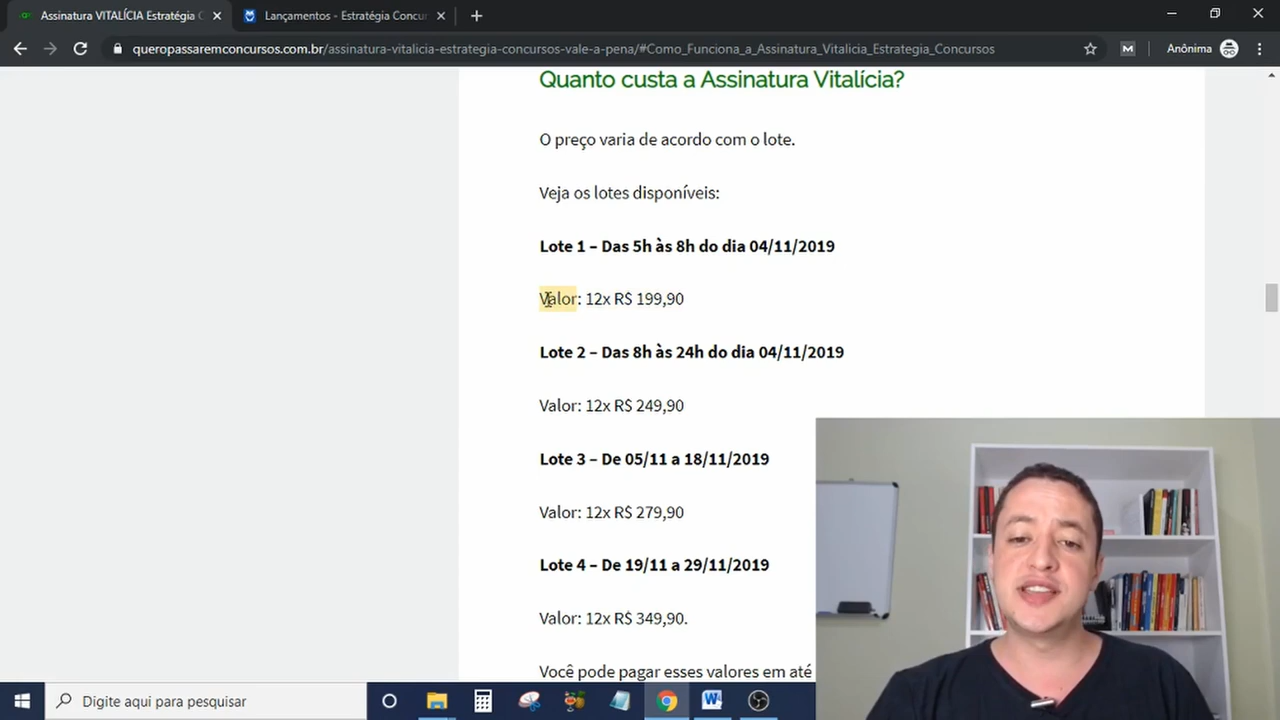 Assinatura VITALÍCIA Estratégia C
Lançamentos - Estratégia Concur
queropassaremconcursos.com.br/assinatura-vitalicia-estrategia-concursos-vale-a-pena/#Como_Funciona_a_Assinatura_Vitalicia_Estrategia_Concursos
Anônima
Quanto custa a Assinatura Vitalícia?
O preço varia de acordo com o lote.
Veja os lotes disponíveis:
Lote 1 – Das 5h às 8h do dia 04/11/2019
Valor: 12x R$ 199,90
Lote 2 – Das 8h às 24h do dia 04/11/2019
Valor: 12x R$ 249,90
Lote 3 – De 05/11 a 18/11/2019
Valor: 12x R$ 279,90
Lote 4 – De 19/11 a 29/11/2019
Valor: 12x R$ 349,90.
Você pode pagar esses valores em até
Digite aqui para pesquisar